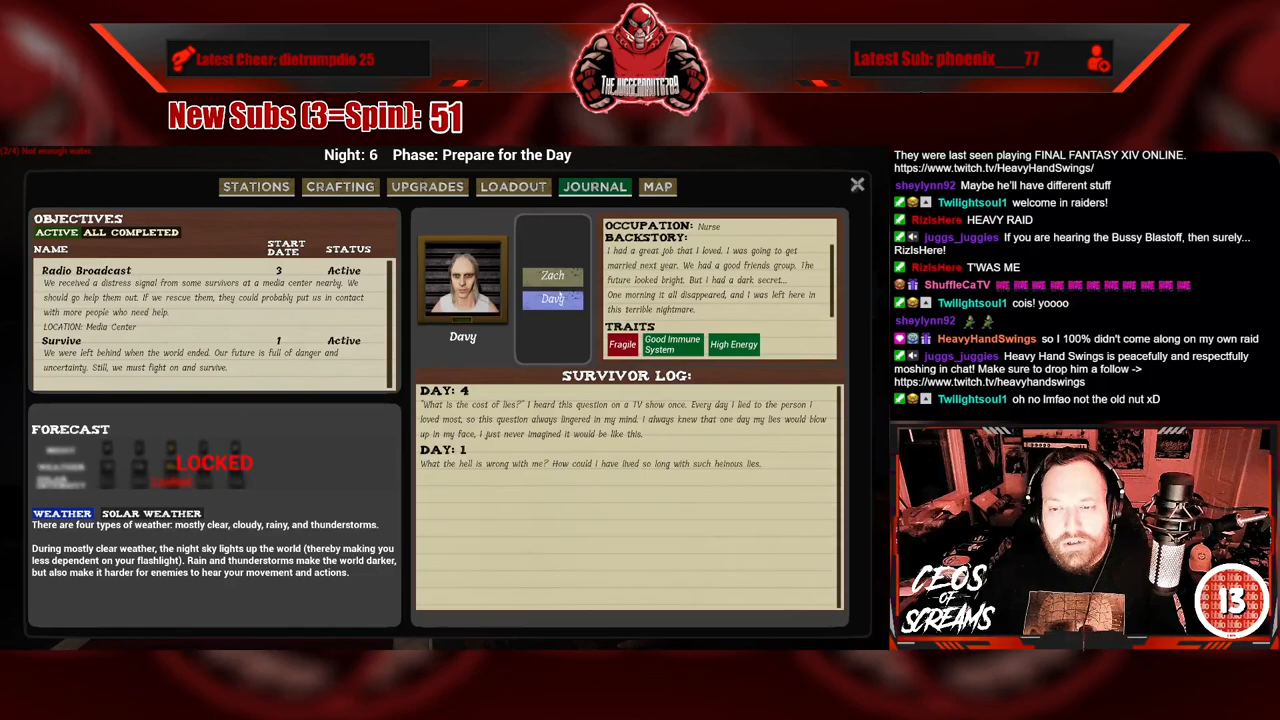 Latest Cheer: dietrumpdie 25
THEJUGGERNAUT6789
Latest Sub: phoenix___77
New Subs (3=Spin): 51
(2/4) Not enough water.
Night: 6 Phase: Prepare for the Day
STATIONS CRAFTING UPGRADES LOADOUT JOURNAL MAP
OBJECTIVES
ACTIVE ALL COMPLETED
NAME START DATE STATUS
Radio Broadcast 3 Active
We received a distress signal from some survivors at a media center nearby. We
should go help them out. If we rescue them, they could probably put us in contact
with more people who need help.
LOCATION: Media Center
Survive 1 Active
We were left behind when the world ended. Our future is full of danger and
uncertainty. Still, we must fight on and survive.
FORECAST
LOCKED
WEATHER SOLAR WEATHER
There are four types of weather: mostly clear, cloudy, rainy, and thunderstorms.
During mostly clear weather, the night sky lights up the world (thereby making you
less dependent on your flashlight). Rain and thunderstorms make the world darker,
but also make it harder for enemies to hear your movement and actions.
Davy
Zach
Davy
OCCUPATION: Nurse
BACKSTORY:
I had a great job that I loved. I was going to get
married next year. We had a good friends group. The
future looked bright. But I had a dark secret...
One morning it all disappeared, and I was left here in
this terrible nightmare.
TRAITS
Fragile
Good Immune
System
High Energy
SURVIVOR LOG:
DAY: 4
"What is the cost of lies?" I heard this question on a TV show once. Every day I lied to the person I
loved most, so this question always lingered in my mind. I always knew that one day my lies would blow
up in my face, I just never imagined it would be like this.
DAY: 1
What the hell is wrong with me? How could I have lived so long with such heinous lies.
They were last seen playing FINAL FANTASY XIV ONLINE.
https://www.twitch.tv/HeavyHandSwings/
sheylynn92 Maybe he'll have different stuff
Twilightsoul1 welcome in raiders!
RizIsHere HEAVY RAID
juggs_juggles If you are hearing the Bussy Blastoff, then surely...
RizIsHere!
RizIsHere T'WAS ME
ShuffleCaTV
Twilightsoul1 cois! yoooo
sheylynn92
HeavyHandSwings so I 100% didn't come along on my own raid
juggs_juggles Heavy Hand Swings is peacefully and respectfully
moshing in chat! Make sure to drop him a follow ->
https://www.twitch.tv/heavyhandswings
Twilightsoul1 oh no lmfao not the old nut xD
CEOS
OF
SCREAMS
13